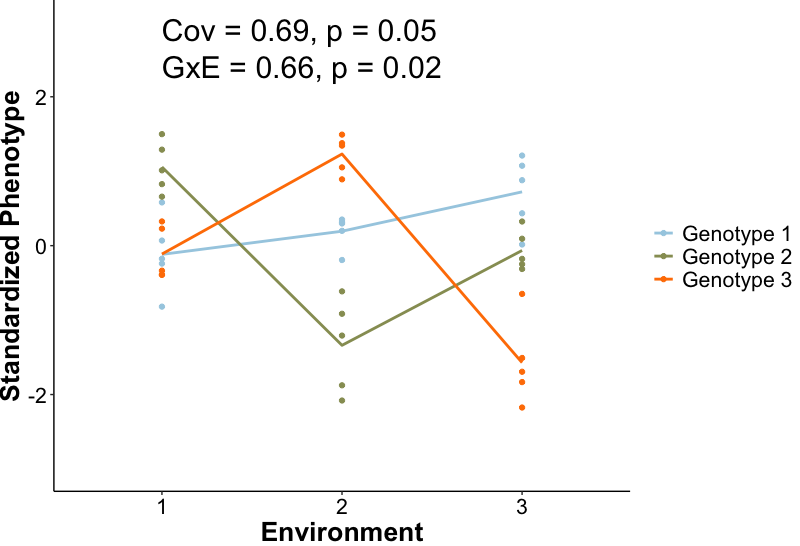 Cov = 0.69, p = 0.05
GxE = 0.66, p = 0.02
Standardized Phenotype
2
0
-2
1 2 3
Environment
Genotype 1
Genotype 2
Genotype 3